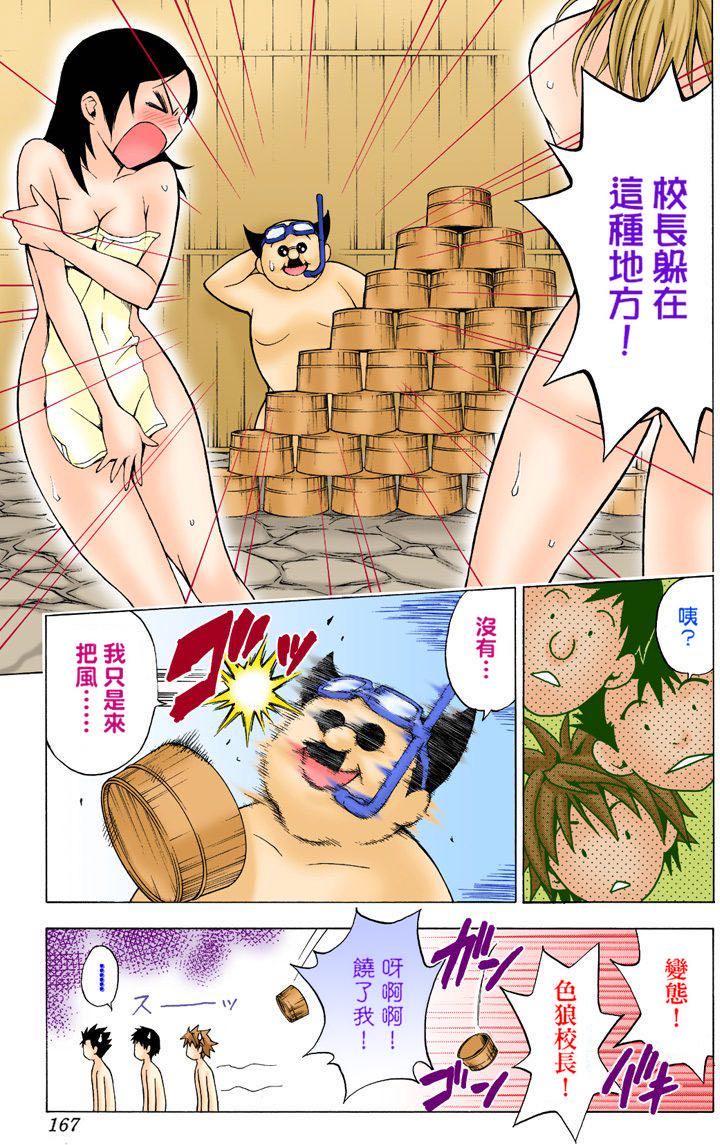 校長躲在
這種地方！
咦？
沒有…
ゴッ
我只是來
把風……
變態！
色狼校長！
バキ
ガン
ゴン
呀啊啊！
饒了我！
スーーッ
………
167